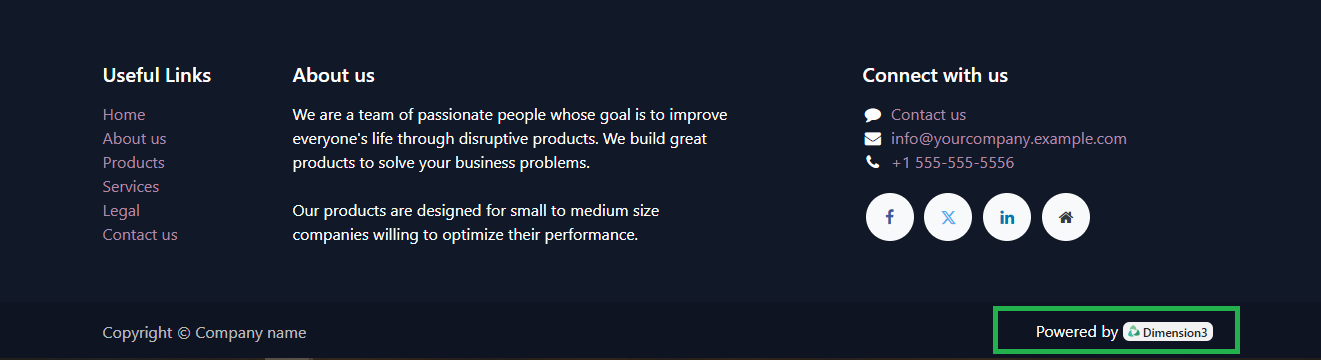 Useful Links
Home
About us
Products
Services
Legal
Contact us
About us
We are a team of passionate people whose goal is to improve
everyone's life through disruptive products. We build great
products to solve your business problems.
Our products are designed for small to medium size
companies willing to optimize their performance.
Connect with us
Contact us
info@yourcompany.example.com
+1 555-555-5556
Copyright © Company name
Powered by Dimension3